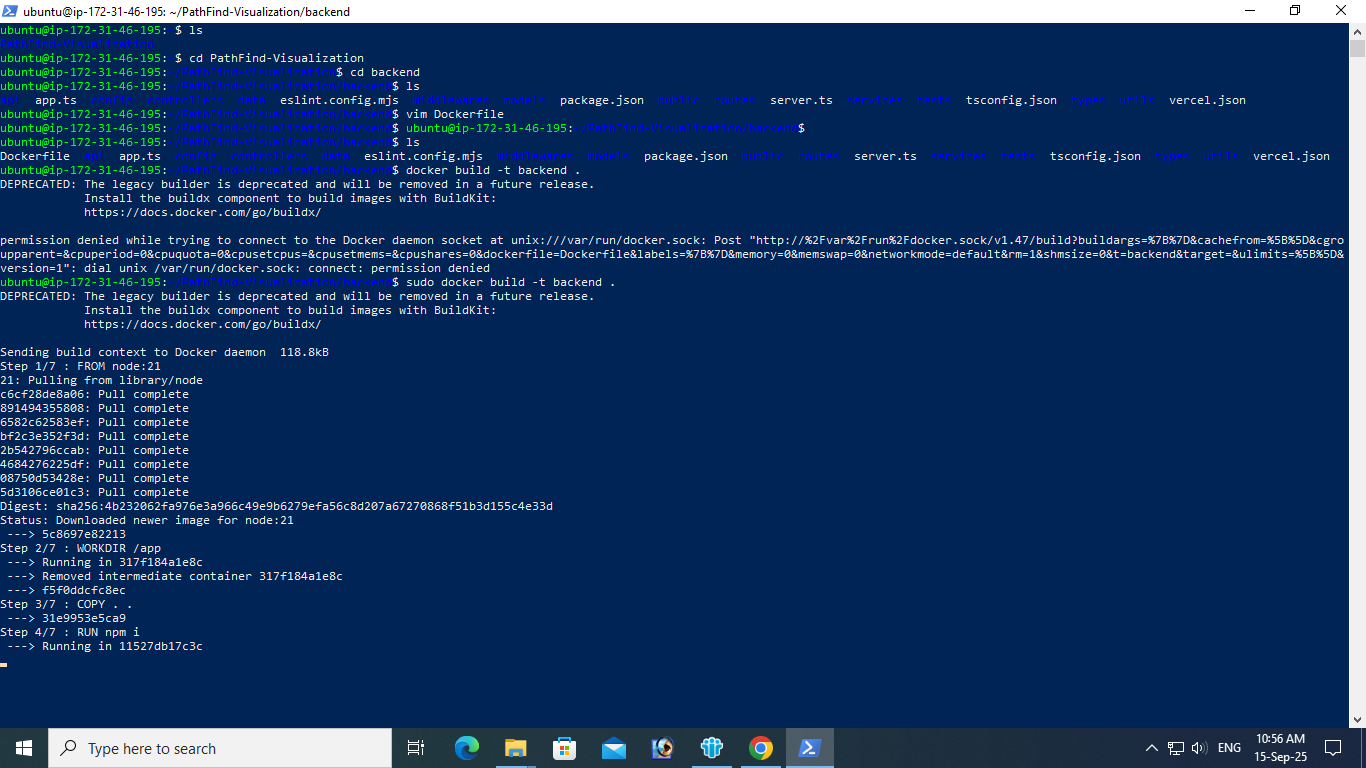 ubuntu@ip-172-31-46-195: ~/PathFind-Visualization/backend
ubuntu@ip-172-31-46-195: $ ls
PathFind-Visualization
ubuntu@ip-172-31-46-195: $ cd PathFind-Visualization
ubuntu@ip-172-31-46-195:~/PathFind-Visualization$ cd backend
ubuntu@ip-172-31-46-195:~/PathFind-Visualization/backend$ ls
api app.ts config controllers data eslint.config.mjs middlewares models package.json public routes server.ts services tests tsconfig.json types utils vercel.json
ubuntu@ip-172-31-46-195:~/PathFind-Visualization/backend$ vim Dockerfile
ubuntu@ip-172-31-46-195:~/PathFind-Visualization/backend$ ubuntu@ip-172-31-46-195:~/PathFind-Visualization/backend$
ubuntu@ip-172-31-46-195:~/PathFind-Visualization/backend$ ls
Dockerfile api app.ts config controllers data eslint.config.mjs middlewares models package.json public routes server.ts services tests tsconfig.json types utils vercel.json
ubuntu@ip-172-31-46-195:~/PathFind-Visualization/backend$ docker build -t backend .
DEPRECATED: The legacy builder is deprecated and will be removed in a future release.
Install the buildx component to build images with BuildKit:
https://docs.docker.com/go/buildx/
permission denied while trying to connect to the Docker daemon socket at unix:///var/run/docker.sock: Post "http://%2Fvar%2Frun%2Fdocker.sock/v1.47/build?buildargs=%7B%7D&cachefrom=%5B%5D&cgro
upparent=&cpuperiod=0&cpuquota=0&cpusetcpus=&cpusetmems=&cpushares=0&dockerfile=Dockerfile&labels=%7B%7D&memory=0&memswap=0&networkmode=default&rm=1&shmsize=0&t=backend&target=&ulimits=%5B%5D&
version=1": dial unix /var/run/docker.sock: connect: permission denied
ubuntu@ip-172-31-46-195:~/PathFind-Visualization/backend$ sudo docker build -t backend .
DEPRECATED: The legacy builder is deprecated and will be removed in a future release.
Install the buildx component to build images with BuildKit:
https://docs.docker.com/go/buildx/
Sending build context to Docker daemon 118.8kB
Step 1/7 : FROM node:21
21: Pulling from library/node
c6cf28de8a06: Pull complete
891494355808: Pull complete
6582c62583ef: Pull complete
bf2c3e352f3d: Pull complete
2b542796ccab: Pull complete
4684276225df: Pull complete
08750d53428e: Pull complete
5d3106ce01c3: Pull complete
Digest: sha256:4b232062fa976e3a966c49e9b6279efa56c8d207a67270868f51b3d155c4e33d
Status: Downloaded newer image for node:21
---> 5c8697e82213
Step 2/7 : WORKDIR /app
---> Running in 317f184a1e8c
---> Removed intermediate container 317f184a1e8c
---> f5f0ddcfc8ec
Step 3/7 : COPY . .
---> 31e9953e5ca9
Step 4/7 : RUN npm i
---> Running in 11527db17c3c
Type here to search
ENG
10:56 AM
15-Sep-25